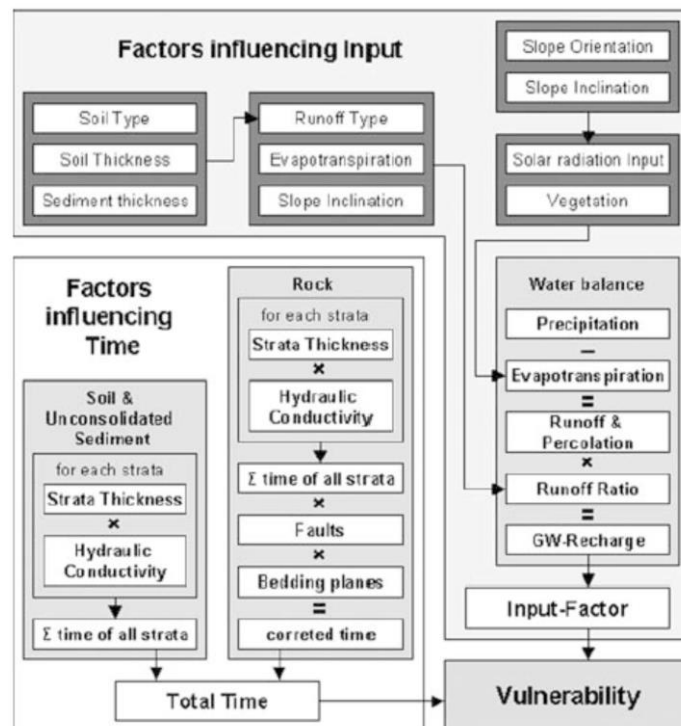 Factors influencing Input
Slope Orientation
Slope Inclination
Soil Type
Soil Thickness
Sediment thickness
Runoff Type
Evapotranspiration
Slope Inclination
Solar radiation Input
Vegetation
Factors
influencing
Time
Soil &
Unconsolidated
Sediment
for each strata
Strata Thickness
×
Hydraulic
Conductivity
Σ time of all strata
Rock
for each strata
Strata Thickness
×
Hydraulic
Conductivity
Σ time of all strata
×
Faults
×
Bedding planes
=
correted time
Total Time
Water balance
Precipitation
–
Evapotranspiration
=
Runoff &
Percolation
×
Runoff Ratio
=
GW-Recharge
Input-Factor
Vulnerability